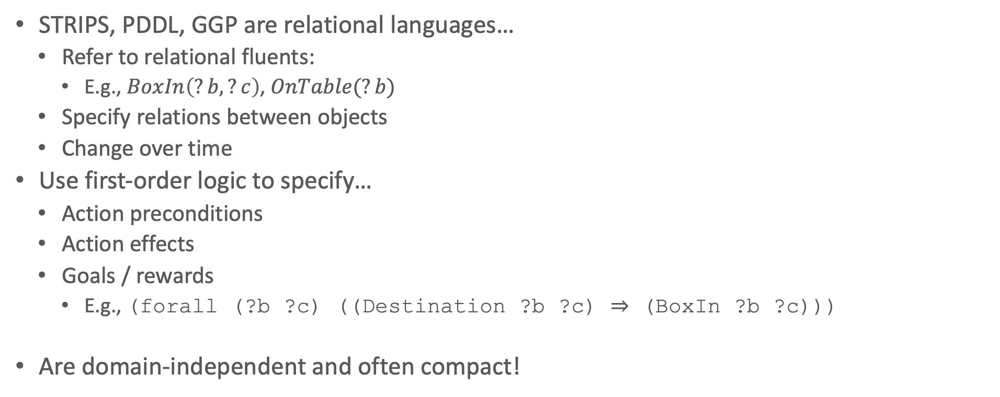 • STRIPS, PDDL, GGP are relational languages…
• Refer to relational fluents:
• E.g., BoxIn(? b, ? c), OnTable(? b)
• Specify relations between objects
• Change over time
• Use first-order logic to specify…
• Action preconditions
• Action effects
• Goals / rewards
• E.g., (forall (?b ?c) ((Destination ?b ?c) ⇒ (BoxIn ?b ?c)))
• Are domain-independent and often compact!